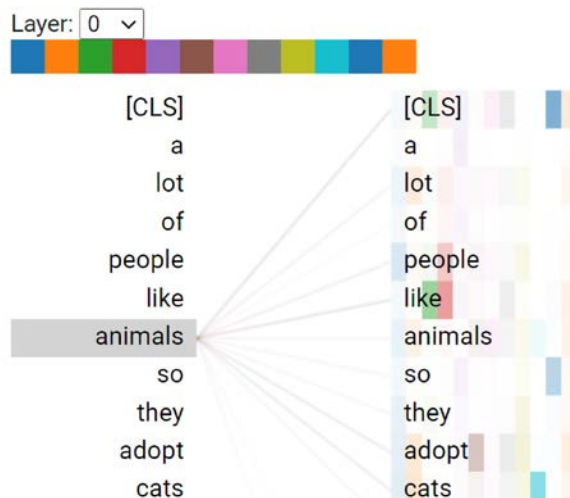 Layer: 0
[CLS] [CLS]
a a
lot lot
of of
people people
like like
animals animals
so so
they they
adopt adopt
cats cats